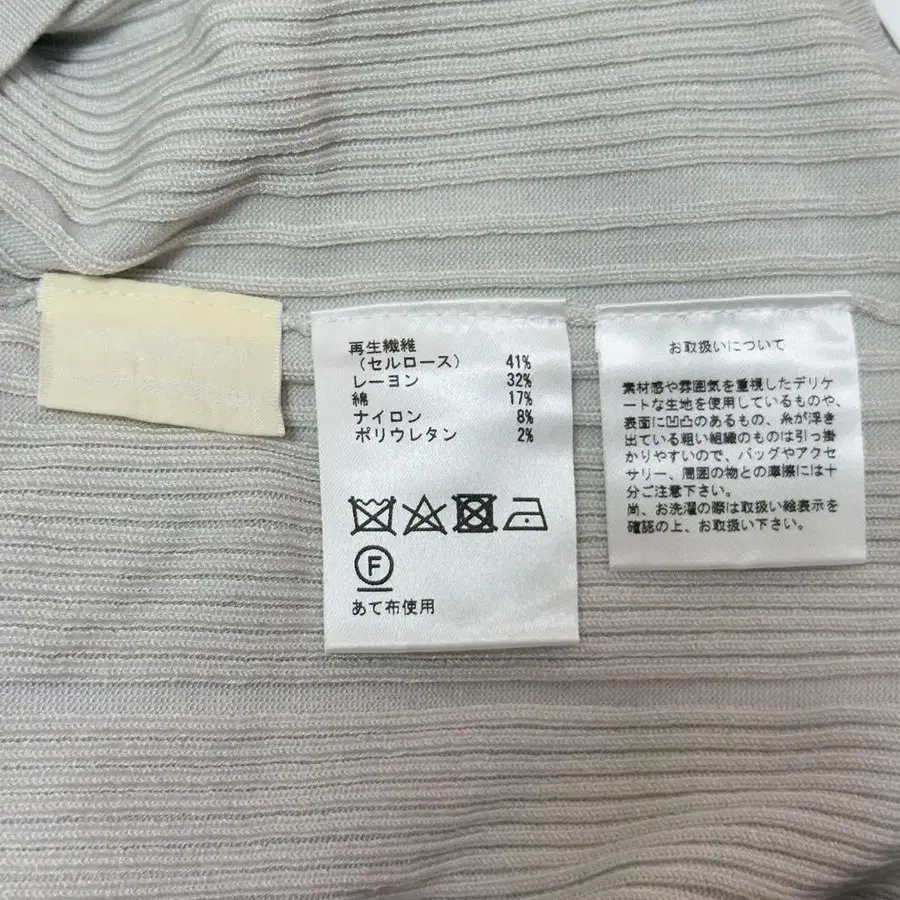 再生繊維
(セルロース) 41%
レーヨン 32%
綿 17%
ナイロン 8%
ポリウレタン 2%
F
あて布使用
お取扱いについて
素材感や雰囲気を重視したデリケ
ートな生地を使用しているものや、
表面に凹凸のあるもの、糸が浮き
出ている粗い組織のものは引っ掛
かりやすいので、バッグやアクセ
サリー、周囲の物との摩擦には十
分ご注意下さい。
尚、お洗濯の際は取扱い絵表示を
確認の上、お取扱い下さい。